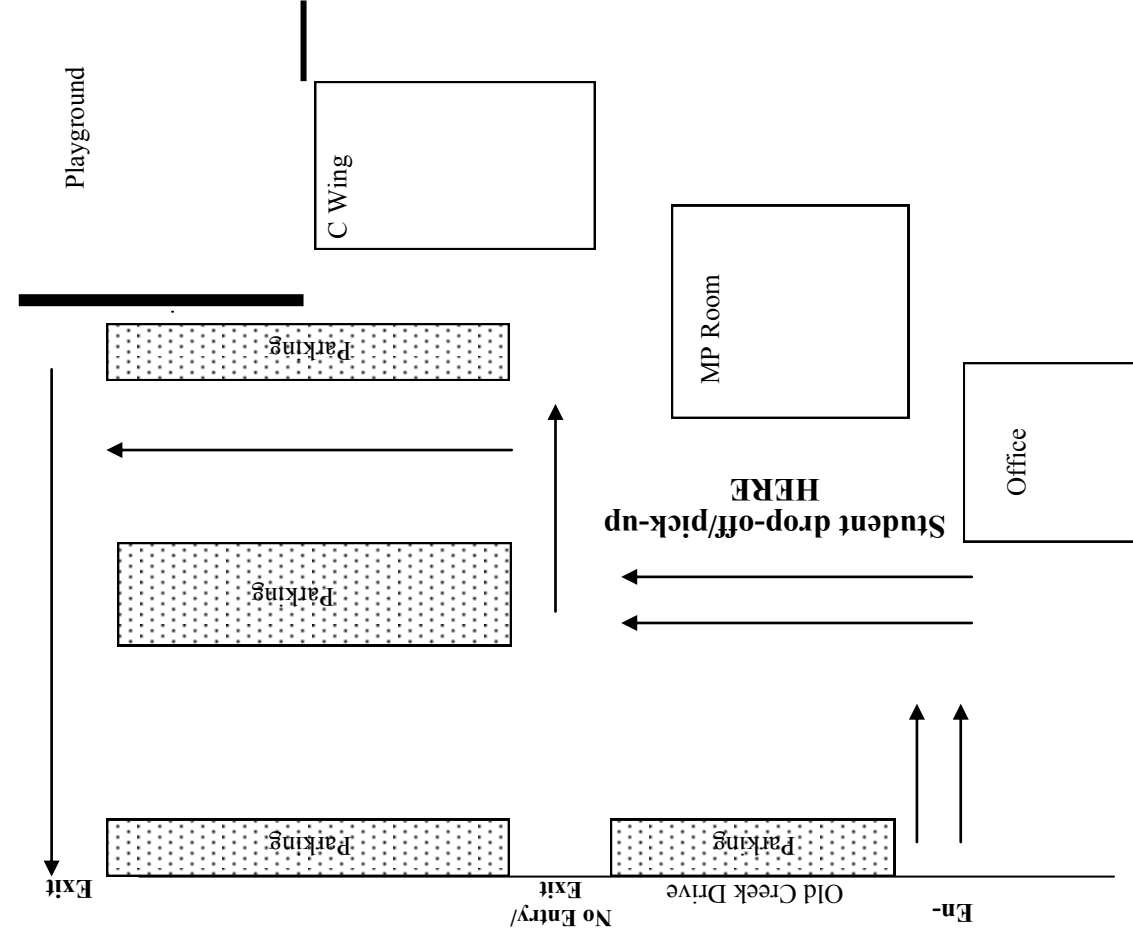 Playground
C Wing
Parking
MP Room
Office
Student drop-off/pick-up
HERE
Parking
Parking
Parking
Exit
No Entry/
Exit
Old Creek Drive
En-